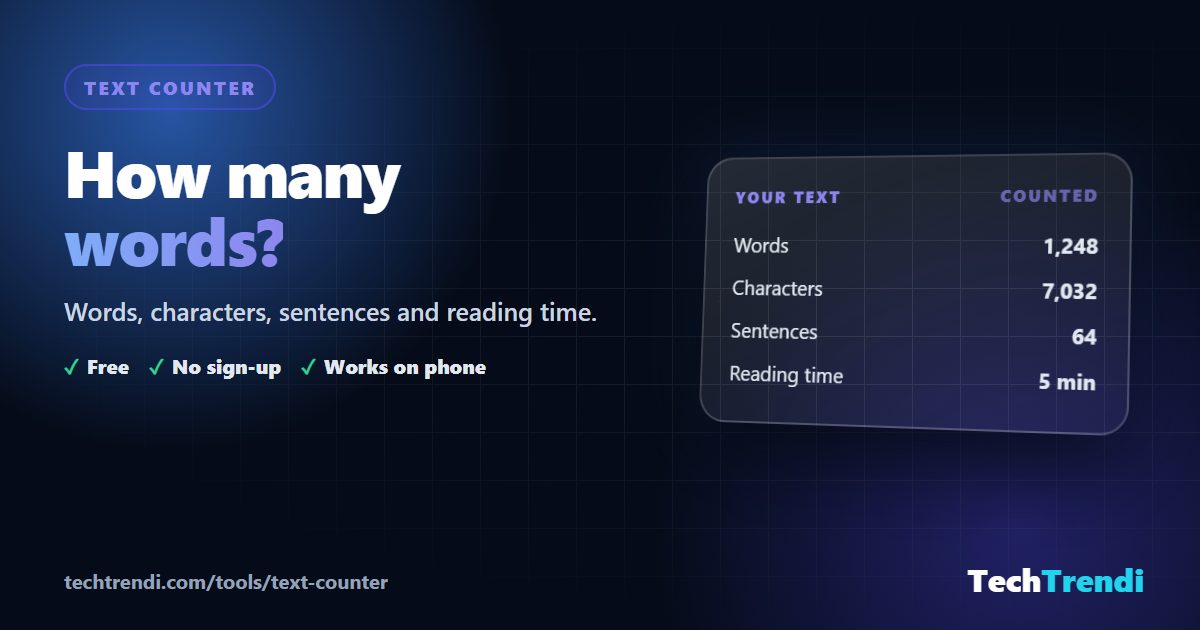 TEXT COUNTER
How many
words?
Words, characters, sentences and reading time.
✓ Free ✓ No sign-up ✓ Works on phone
YOUR TEXT COUNTED
Words 1,248
Characters 7,032
Sentences 64
Reading time 5 min
techtrendi.com/tools/text-counter
TechTrendi